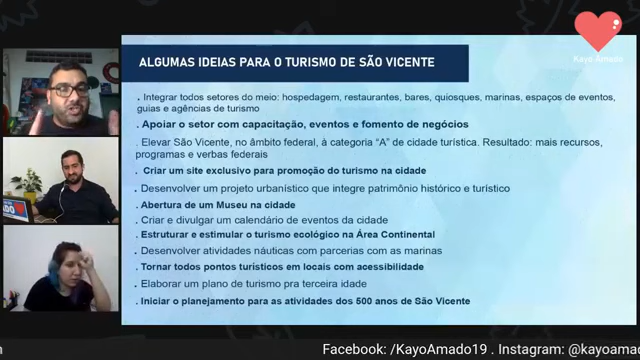 Kayo Amado
ALGUMAS IDEIAS PARA O TURISMO DE SÃO VICENTE
. Integrar todos setores do meio: hospedagem, restaurantes, bares, quiosques, marinas, espaços de eventos,
guias e agências de turismo
. Apoiar o setor com capacitação, eventos e fomento de negócios
. Elevar São Vicente, no âmbito federal, à categoria “A” de cidade turística. Resultado: mais recursos,
programas e verbas federais
. Criar um site exclusivo para promoção do turismo na cidade
. Desenvolver um projeto urbanístico que integre patrimônio histórico e turístico
. Abertura de um Museu na cidade
. Criar e divulgar um calendário de eventos da cidade
. Estruturar e estimular o turismo ecológico na Área Continental
. Desenvolver atividades náuticas com parcerias com as marinas
. Tornar todos pontos turísticos em locais com acessibilidade
. Elaborar um plano de turismo pra terceira idade
. Iniciar o planejamento para as atividades dos 500 anos de São Vicente
Facebook: /KayoAmado19 . Instagram: @kayoamad